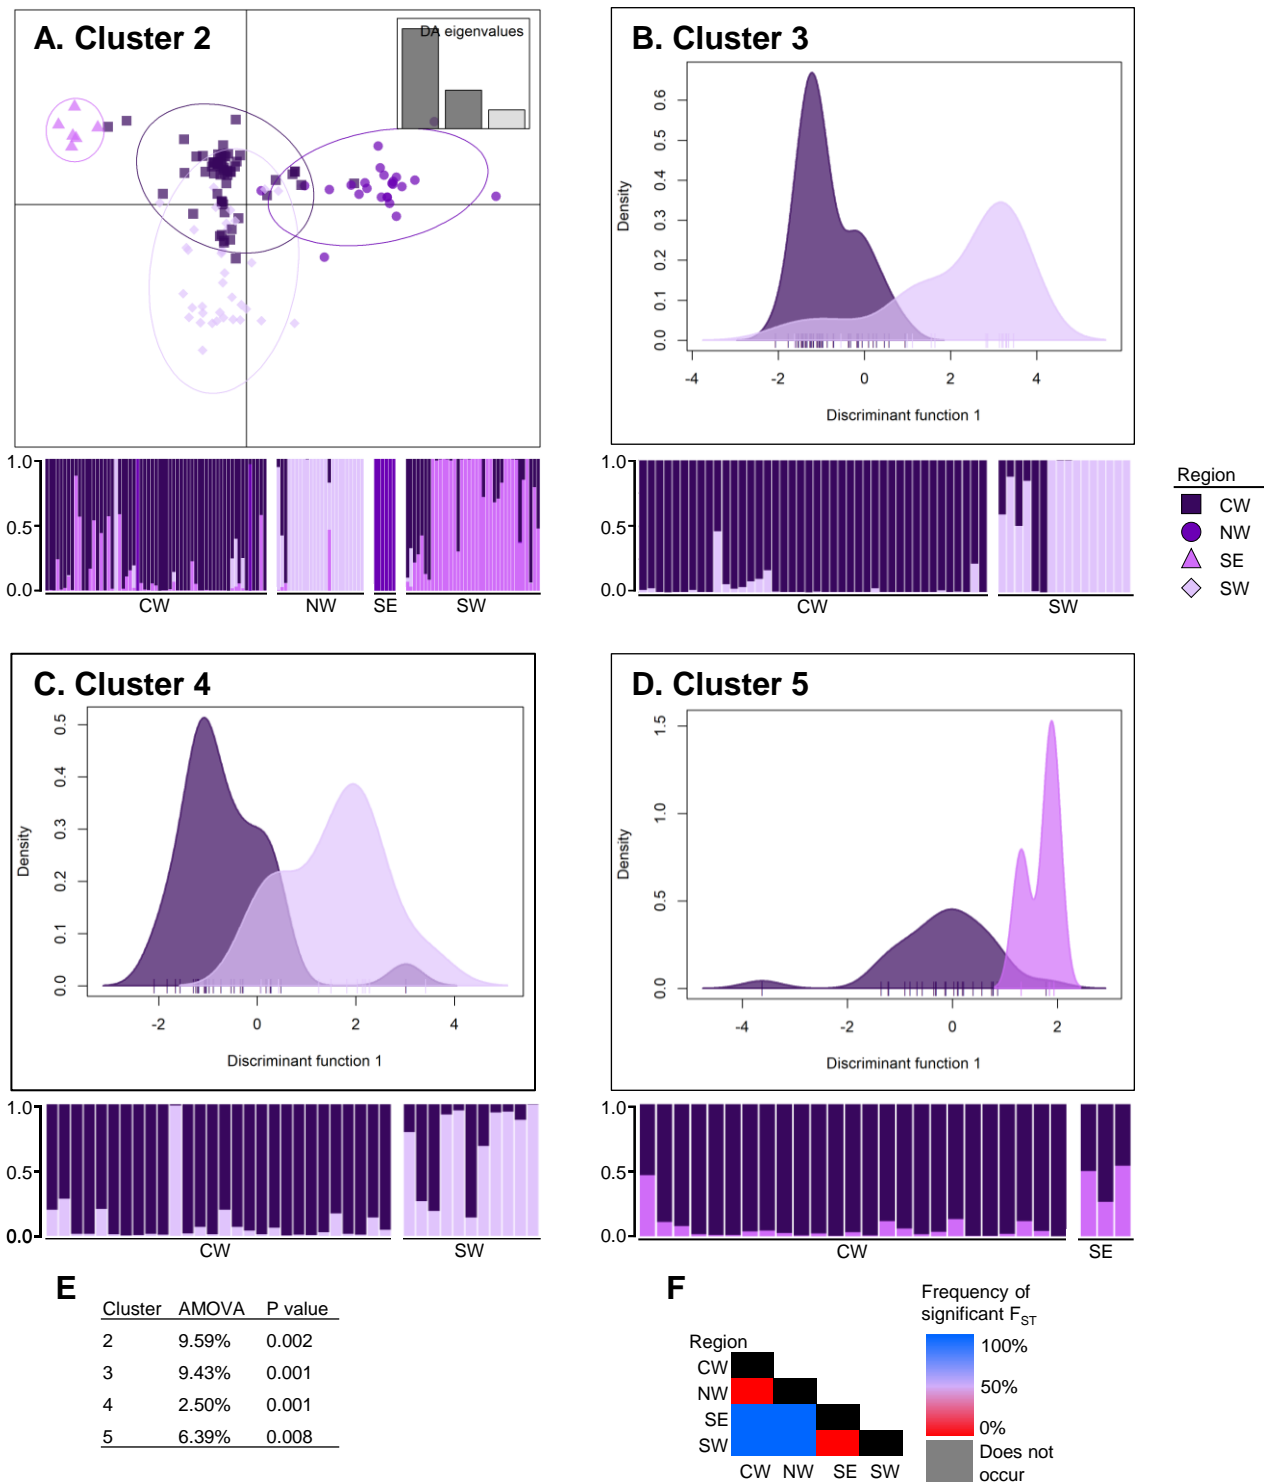 A. Cluster 2
DA eigenvalues
1.0
0.5
0.0
CW NW SE SW
B. Cluster 3
Density
0.6
0.5
0.4
0.3
0.2
0.1
0.0
-4 -2 0 2 4
Discriminant function 1
1.0
0.5
0.0
CW SW
Region
CW
NW
SE
SW
C. Cluster 4
Density
0.5
0.4
0.3
0.2
0.1
0.0
-2 0 2 4
Discriminant function 1
1.0
0.5
0.0
CW SW
D. Cluster 5
Density
1.5
1.0
0.5
0.0
-4 -2 0 2
Discriminant function 1
1.0
0.5
0.0
CW SE
E
Cluster AMOVA P value
2 9.59% 0.002
3 9.43% 0.001
4 2.50% 0.001
5 6.39% 0.008
F
Region
CW
NW
SE
SW
CW NW SE SW
Frequency of
significant FST
100%
50%
0%
Does not
occur